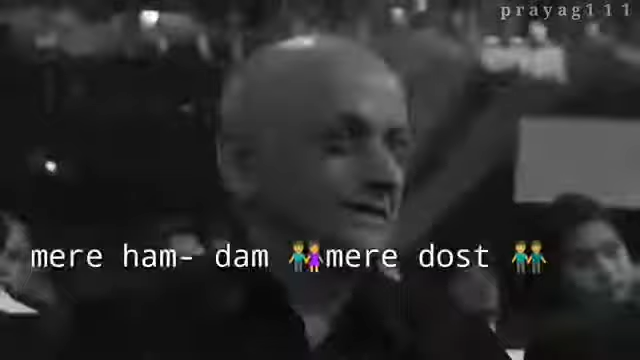 prayag111
mere ham- dam 👫mere dost 👬